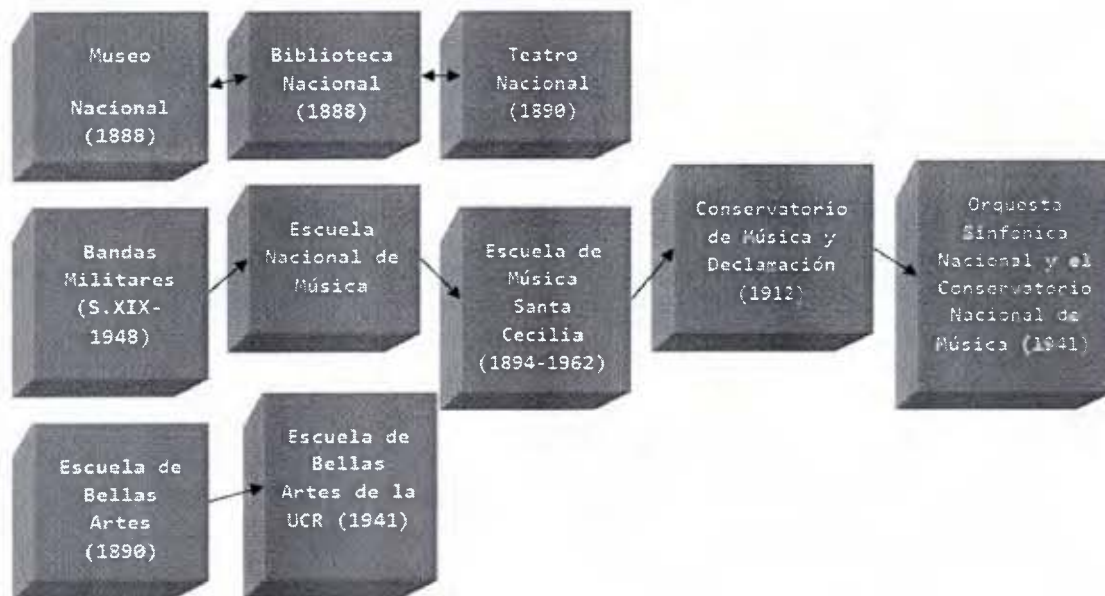 Museo
Nacional
(1888)
Biblioteca
Nacional
(1888)
Teatro
Nacional
(1890)
Bandas
Militares
(S.XIX-
1948)
Escuela
Nacional de
Música
Escuela de
Música
Santa
Cecilia
(1894-1962)
Conservatorio
de Música y
Declamación
(1912)
Orquesta
Sinfónica
Nacional y el
Conservatorio
Nacional de
Música (1941)
Escuela de
Bellas
Artes
(1890)
Escuela de
Bellas
Artes de la
UCR (1941)